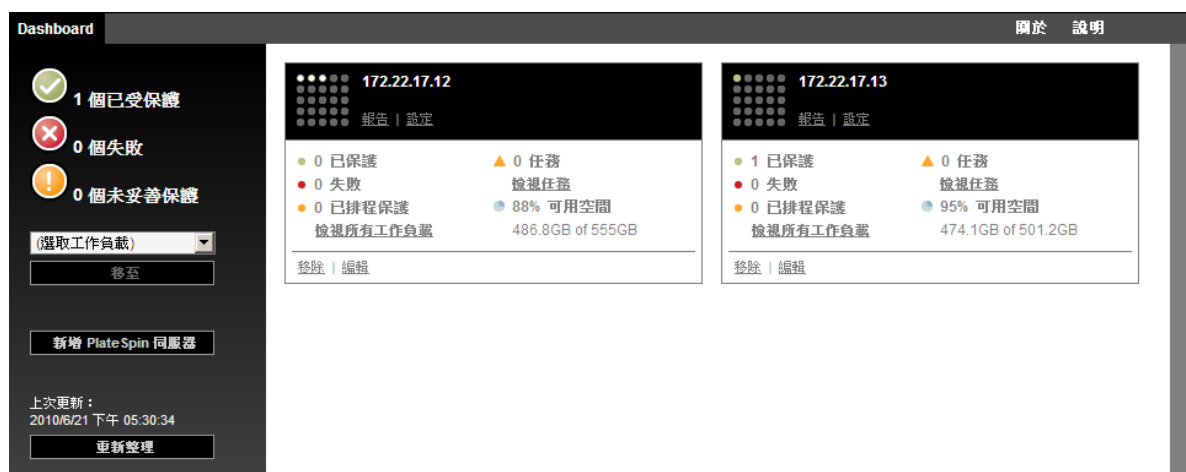 Dashboard
關於 說明
1 個已受保護
0 個失敗
0 個未妥善保護
(選取工作負載)
移至
新增 PlateSpin 伺服器
上次更新：
2010/6/21 下午 05:30:34
重新整理
172.22.17.12
報告 | 設定
0 已保護
0 失敗
0 已排程保護
檢視所有工作負載
0 任務
檢視任務
88% 可用空間
486.8GB of 555GB
移除 | 編輯
172.22.17.13
報告 | 設定
1 已保護
0 失敗
0 已排程保護
檢視所有工作負載
0 任務
檢視任務
95% 可用空間
474.1GB of 501.2GB
移除 | 編輯